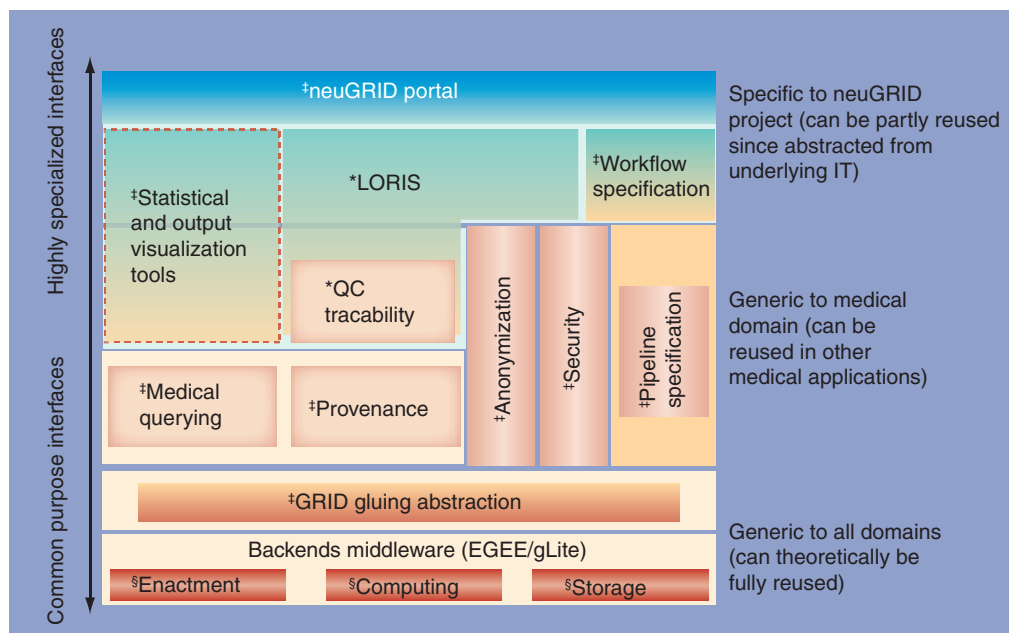 Highly specialized interfaces
Common purpose interfaces
‡neuGRID portal
‡Statistical
and output
visualization
tools
*LORIS
‡Workflow
specification
*QC
tracability
‡Medical
querying
‡Provenance
‡Anonymization
‡Security
‡Pipeline
specification
‡GRID gluing abstraction
Backends middleware (EGEE/gLite)
§Enactment
§Computing
§Storage
Specific to neuGRID
project (can be partly reused
since abstracted from
underlying IT)
Generic to medical
domain (can be
reused in other
medical applications)
Generic to all domains
(can theoretically be
fully reused)